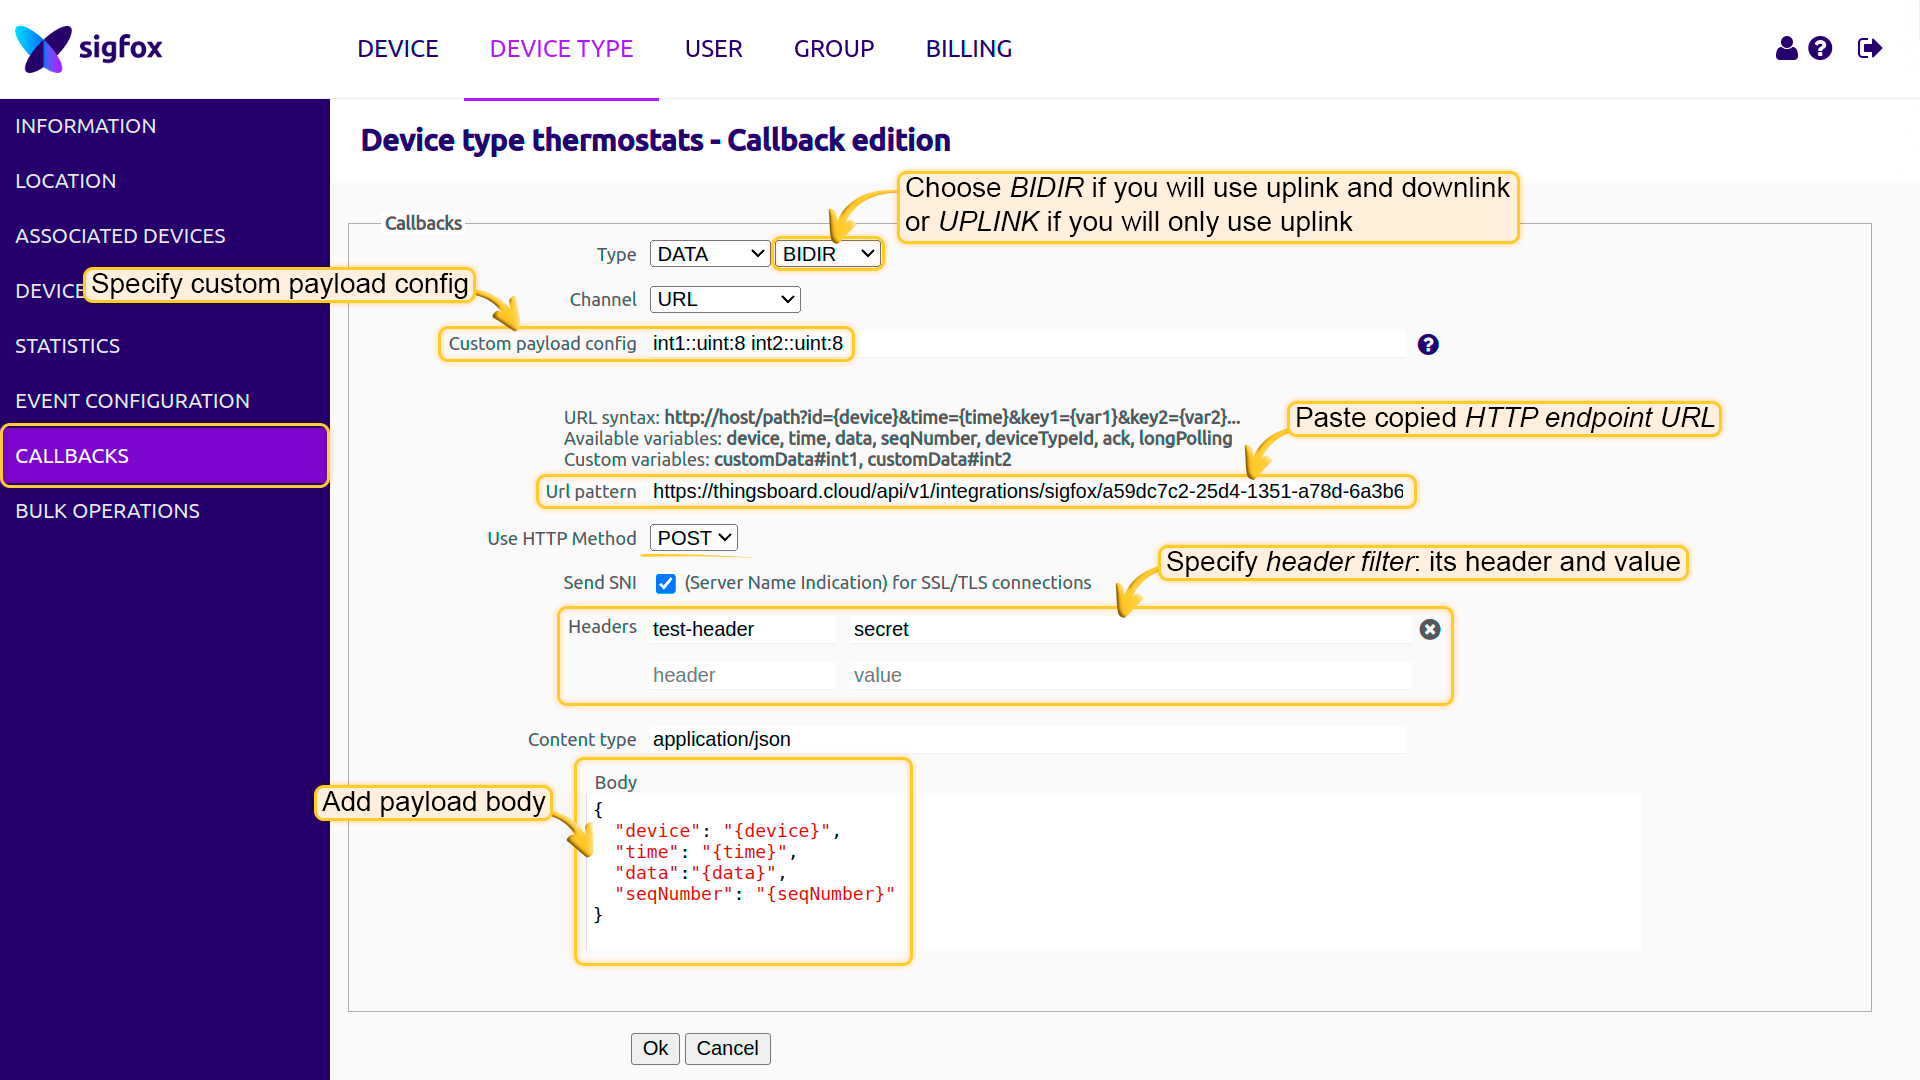 sigfox
DEVICE
DEVICE TYPE
USER
GROUP
BILLING
INFORMATION
LOCATION
ASSOCIATED DEVICES
DEVICE
STATISTICS
EVENT CONFIGURATION
CALLBACKS
BULK OPERATIONS
Device type thermostats - Callback edition
Choose BIDIR if you will use uplink and downlink
or UPLINK if you will only use uplink
Callbacks
Type DATA BIDIR
Specify custom payload config
Channel URL
Custom payload config int1::uint:8 int2::uint:8
URL syntax: http://host/path?id={device}&time={time}&key1={var1}&key2={var2}...
Paste copied HTTP endpoint URL
Available variables: device, time, data, seqNumber, deviceTypeId, ack, longPolling
Custom variables: customData#int1, customData#int2
Url pattern https://thingsboard.cloud/api/v1/integrations/sigfox/a59dc7c2-25d4-1351-a78d-6a3b6
Use HTTP Method POST
Specify header filter: its header and value
Send SNI (Server Name Indication) for SSL/TLS connections
Headers test-header secret
header value
Content type application/json
Body
Add payload body
{
"device": "{device}",
"time": "{time}",
"data":"{data}",
"seqNumber": "{seqNumber}"
}
Ok Cancel